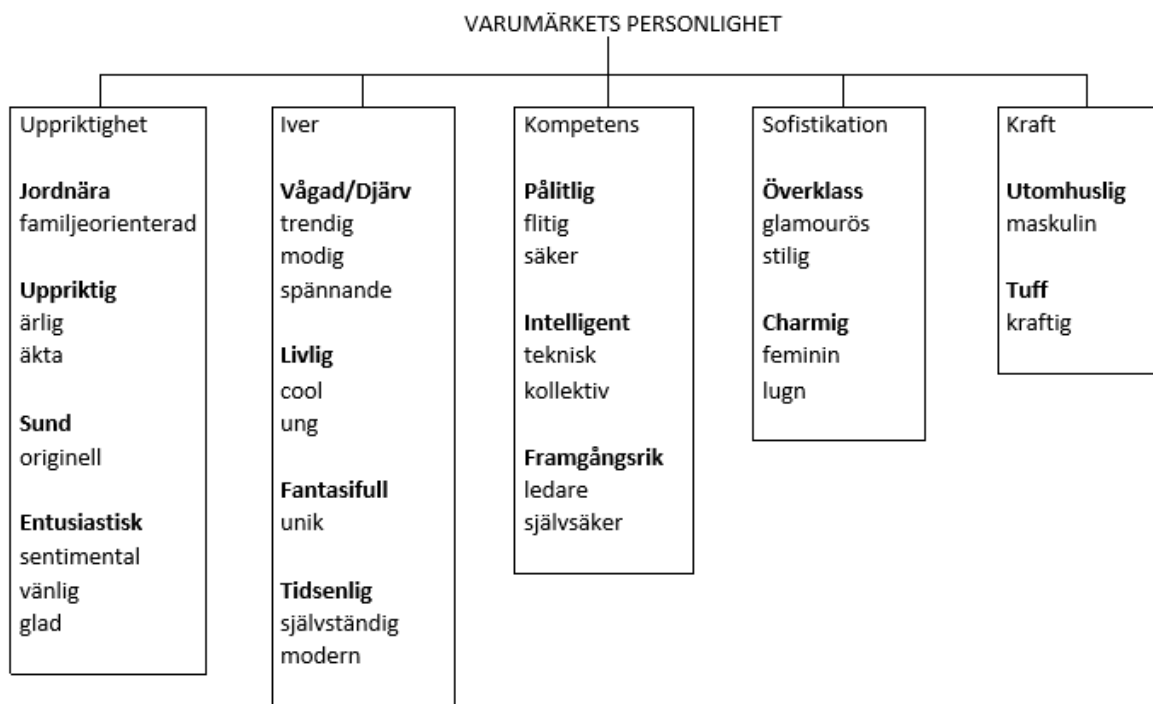 VARUMÄRKETS PERSONLIGHET
Uppriktighet
Jordnära
familjeorienterad
Uppriktig
ärlig
äkta
Sund
originell
Entusiastisk
sentimental
vänlig
glad
Iver
Vågad/Djärv
trendig
modig
spännande
Livlig
cool
ung
Fantasifull
unik
Tidsenlig
självständig
modern
Kompetens
Pålitlig
flitig
säker
Intelligent
teknisk
kollektiv
Framgångsrik
ledare
självsäker
Sofistikation
Överklass
glamourös
stilig
Charmig
feminin
lugn
Kraft
Utomhuslig
maskulin
Tuff
kraftig